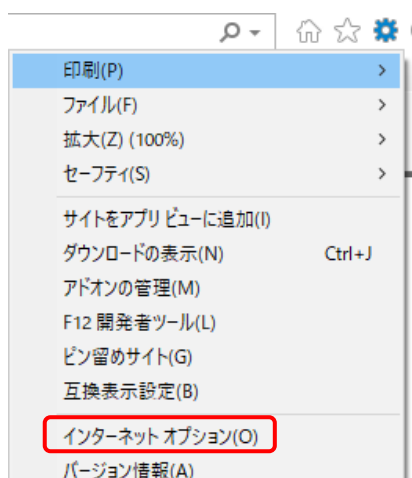 印刷(P)
ファイル(F)
拡大(Z) (100%)
セーフティ(S)
サイトをアプリ ビューに追加(I)
ダウンロードの表示(N) Ctrl+J
アドオンの管理(M)
F12 開発者ツール(L)
ピン留めサイト(G)
互換表示設定(B)
インターネット オプション(O)
バージョン情報(A)